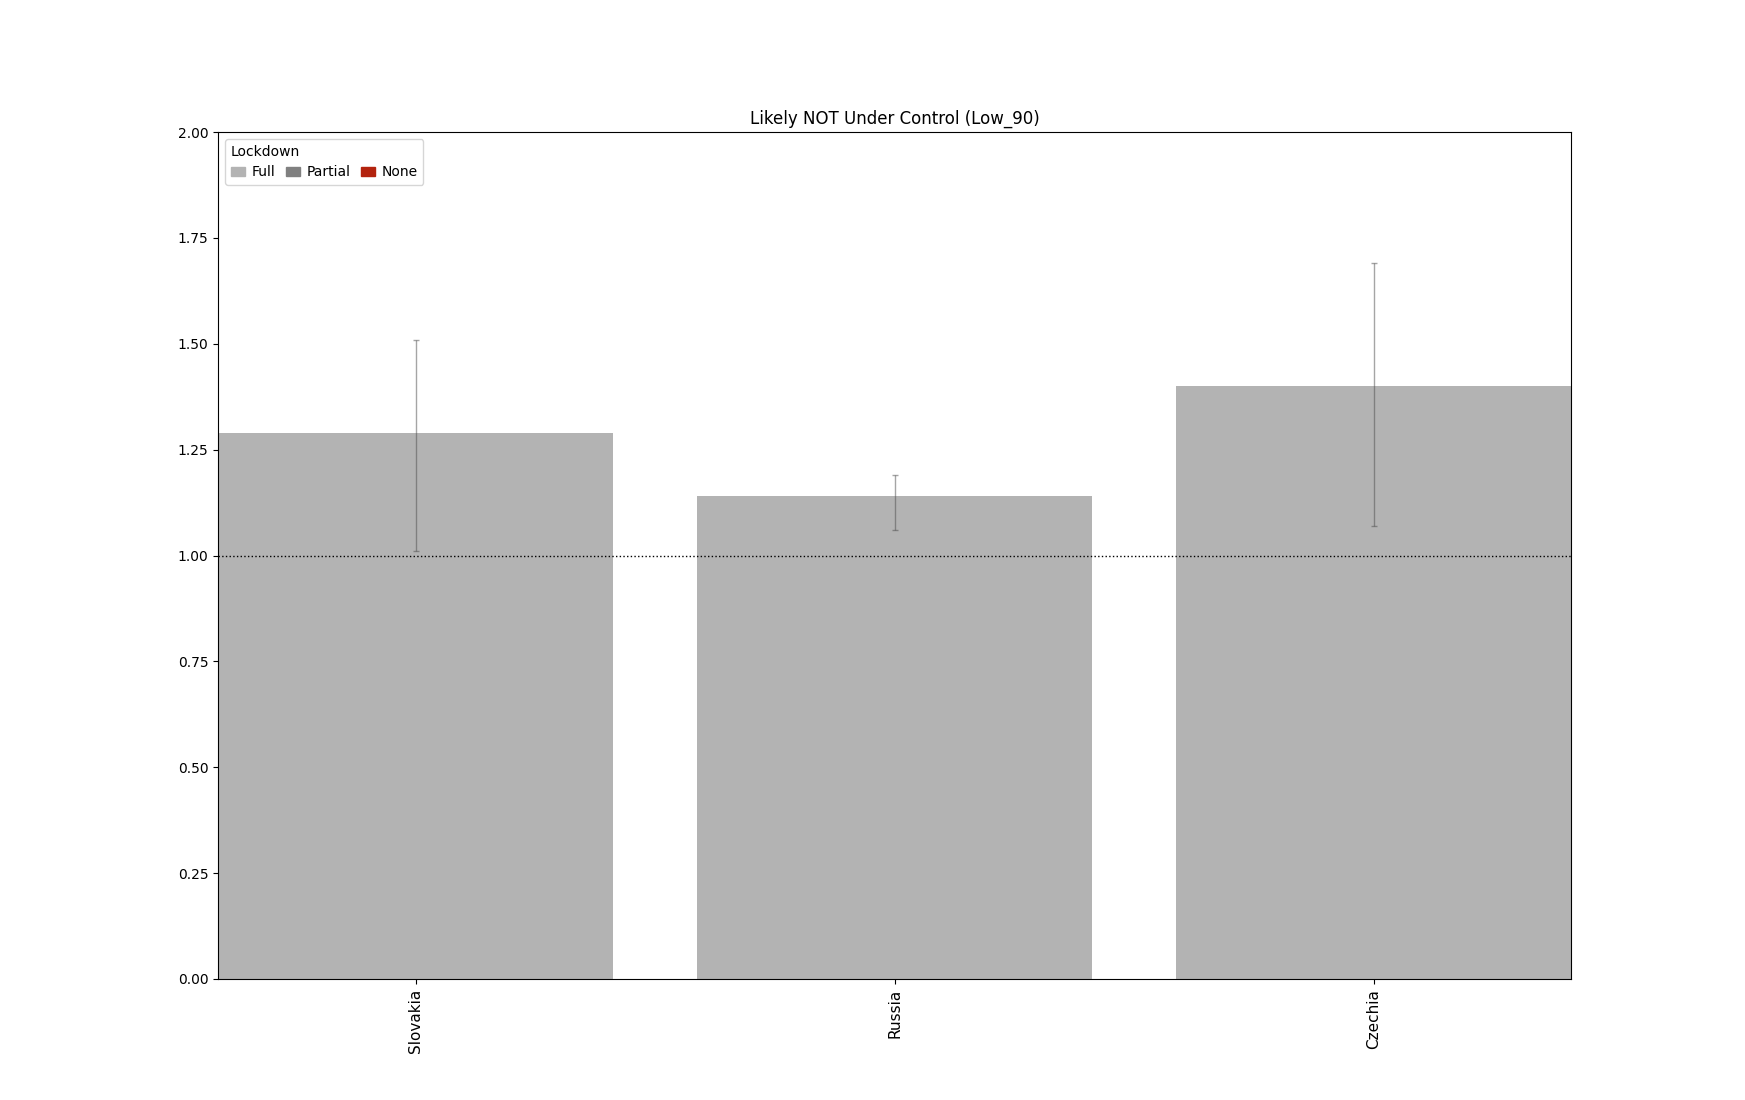 Likely NOT Under Control (Low_90)
2.00
Lockdown
Full Partial None
1.75
1.50
1.25
1.00
0.75
0.50
0.25
0.00
Slovakia
Russia
Czechia